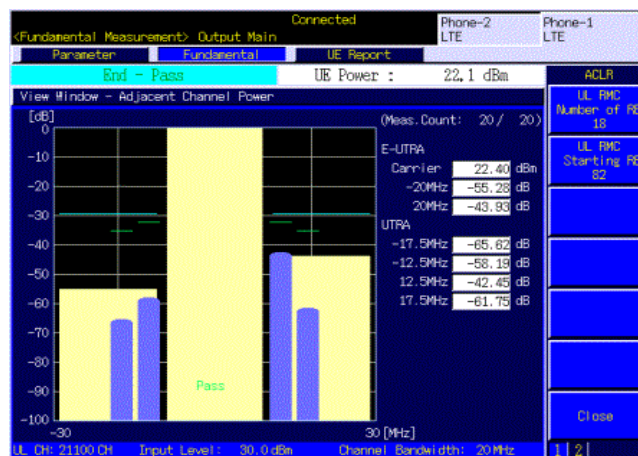 Connected
Phone-2
LTE
Phone-1
LTE
<Fundamental Measurement> Output Main
Parameter
Fundamental
UE Report
End - Pass
UE Power :
22.1 dBm
ACLR
View Window - Adjacent Channel Power
UL RMC
Number of RB
18
UL RMC
Starting RB
82
[dB]
(Meas.Count: 20/ 20)
0
-10
-20
-30
-40
-50
-60
-70
-80
-90
-100
E-UTRA
Carrier 22.40 dBm
-20MHz -55.28 dB
20MHz -43.93 dB
UTRA
-17.5MHz -65.62 dB
-12.5MHz -58.19 dB
12.5MHz -42.45 dB
17.5MHz -61.75 dB
Pass
-30
30 [MHz]
Close
UL CH: 21100 CH Input Level: 30.0 dBm Channel Bandwidth: 20 MHz
1 2